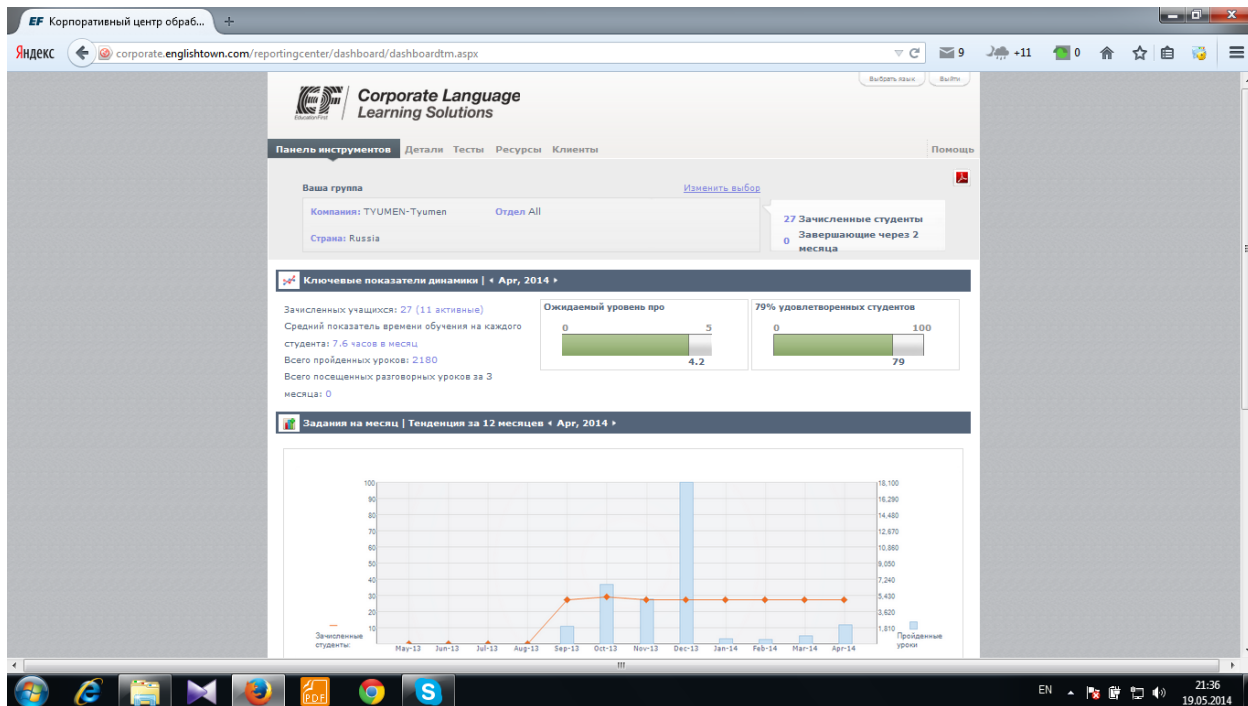 EF Корпоративный центр обраб...
Яндекс corporate.englishtown.com/reportingcenter/dashboard/dashboardtm.aspx 9 +11 0
Выбрать язык Выйти
EF
Education First
Corporate Language
Learning Solutions
Панель инструментов Детали Тесты Ресурсы Клиенты Помощь
Ваша группа Изменить выбор
Компания: TYUMEN-Tyumen Отдел All
Страна: Russia
27 Зачисленные студенты
0 Завершающие через 2
месяца
Ключевые показатели динамики | Apr, 2014
Зачисленных учащихся: 27 (11 активные)
Средний показатель времени обучения на каждого
студента: 7.6 часов в месяц
Всего пройденных уроков: 2180
Всего посещенных разговорных уроков за 3
месяца: 0
Ожидаемый уровень про
0 5
4.2
79% удовлетворенных студентов
0 100
79
Задания на месяц | Тенденция за 12 месяцев Apr, 2014
100 18,100
90 16,290
80 14,480
70 12,670
60 10,860
50 9,050
40 7,240
30 5,430
20 3,620
10 1,810
Зачисленные
студенты:
Пройденные
уроки
May-13 Jun-13 Jul-13 Aug-13 Sep-13 Oct-13 Nov-13 Dec-13 Jan-14 Feb-14 Mar-14 Apr-14
PDF
EN 21:36
19.05.2014